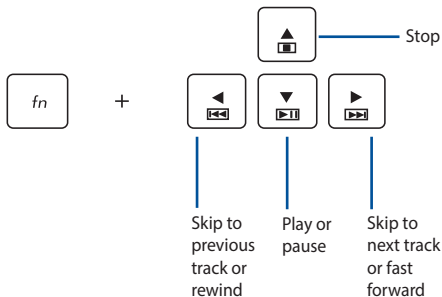 Stop
fn
+
Skip to
previous
track or
rewind
Play or
pause
Skip to
next track
or fast
forward